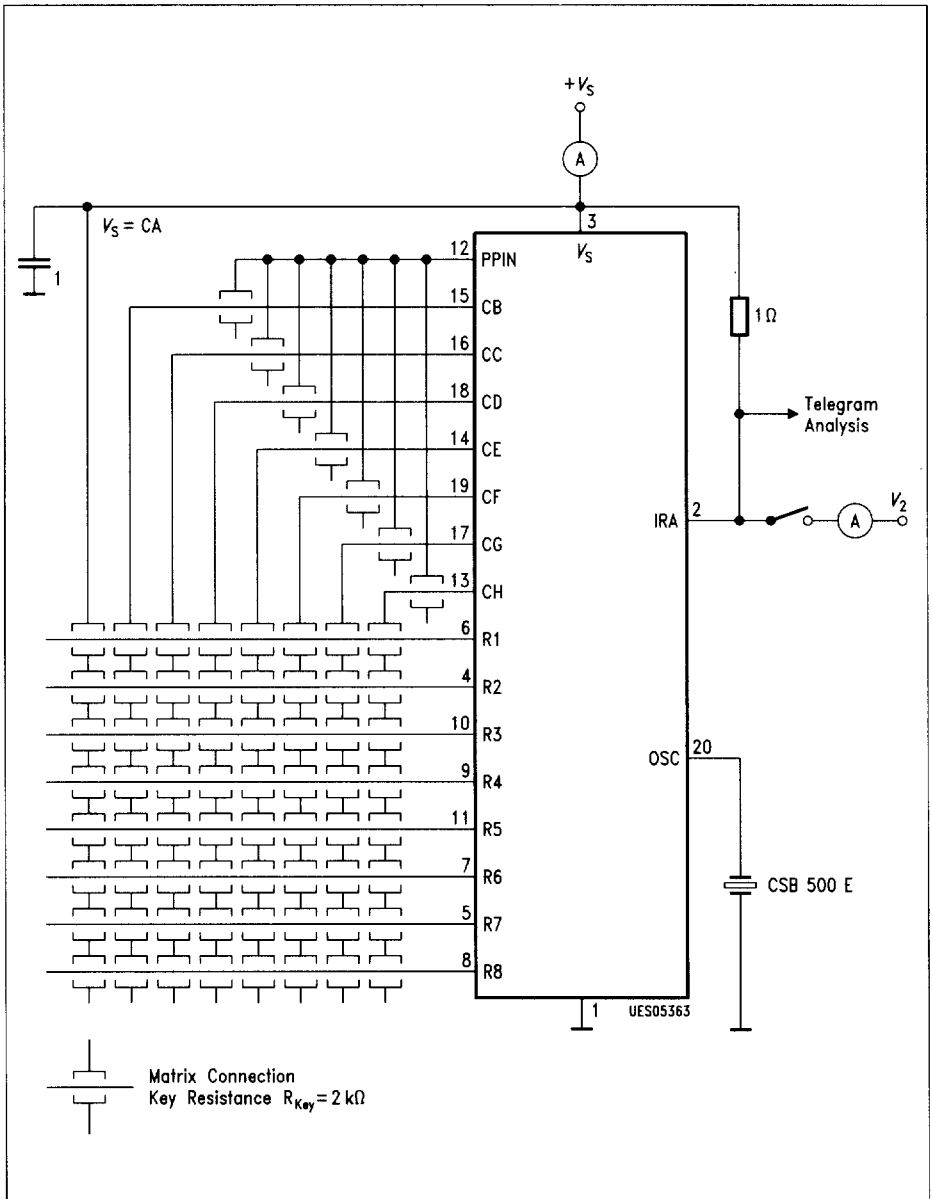 +V_S
A
V_S = CA
3
V_S
1
12 PPIN
15 CB
16 CC
18 CD
14 CE
19 CF
17 CG
13 CH
6 R1
4 R2
10 R3
9 R4
11 R5
7 R6
5 R7
8 R8
1Ω
Telegram
Analysis
IRA 2
A
V_2
OSC 20
CSB 500 E
1
UES05363
Matrix Connection
Key Resistance R_Key = 2 kΩ